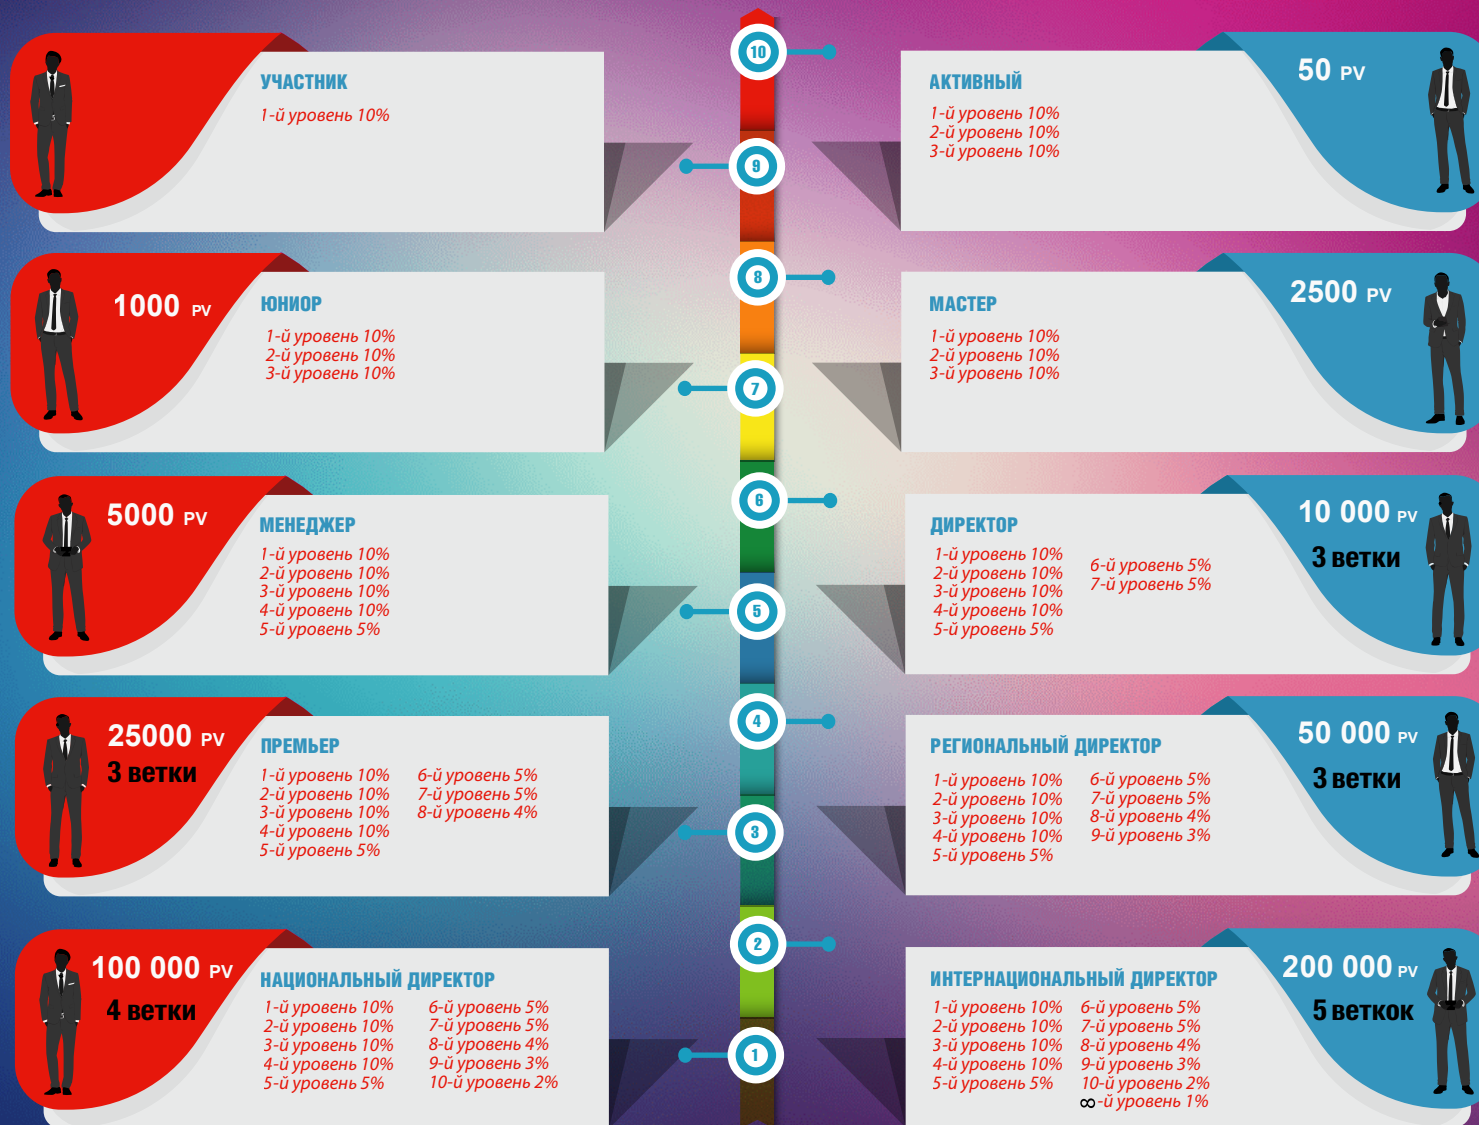 УЧАСТНИК
1-й уровень 10%
10
50 PV
АКТИВНЫЙ
1-й уровень 10%
2-й уровень 10%
3-й уровень 10%
9
1000 PV
ЮНИОР
1-й уровень 10%
2-й уровень 10%
3-й уровень 10%
8
2500 PV
МАСТЕР
1-й уровень 10%
2-й уровень 10%
3-й уровень 10%
7
5000 PV
МЕНЕДЖЕР
1-й уровень 10%
2-й уровень 10%
3-й уровень 10%
4-й уровень 10%
5-й уровень 5%
6
10 000 PV
3 ветки
ДИРЕКТОР
1-й уровень 10%
2-й уровень 10%
3-й уровень 10%
4-й уровень 10%
5-й уровень 5%
6-й уровень 5%
7-й уровень 5%
5
25000 PV
3 ветки
ПРЕМЬЕР
1-й уровень 10%
2-й уровень 10%
3-й уровень 10%
4-й уровень 10%
5-й уровень 5%
6-й уровень 5%
7-й уровень 5%
8-й уровень 4%
4
50 000 PV
3 ветки
РЕГИОНАЛЬНЫЙ ДИРЕКТОР
1-й уровень 10%
2-й уровень 10%
3-й уровень 10%
4-й уровень 10%
5-й уровень 5%
6-й уровень 5%
7-й уровень 5%
8-й уровень 4%
9-й уровень 3%
3
100 000 PV
4 ветки
НАЦИОНАЛЬНЫЙ ДИРЕКТОР
1-й уровень 10%
2-й уровень 10%
3-й уровень 10%
4-й уровень 10%
5-й уровень 5%
6-й уровень 5%
7-й уровень 5%
8-й уровень 4%
9-й уровень 3%
10-й уровень 2%
2
200 000 PV
5 веткок
ИНТЕРНАЦИОНАЛЬНЫЙ ДИРЕКТОР
1-й уровень 10%
2-й уровень 10%
3-й уровень 10%
4-й уровень 10%
5-й уровень 5%
6-й уровень 5%
7-й уровень 5%
8-й уровень 4%
9-й уровень 3%
10-й уровень 2%
∞-й уровень 1%
1